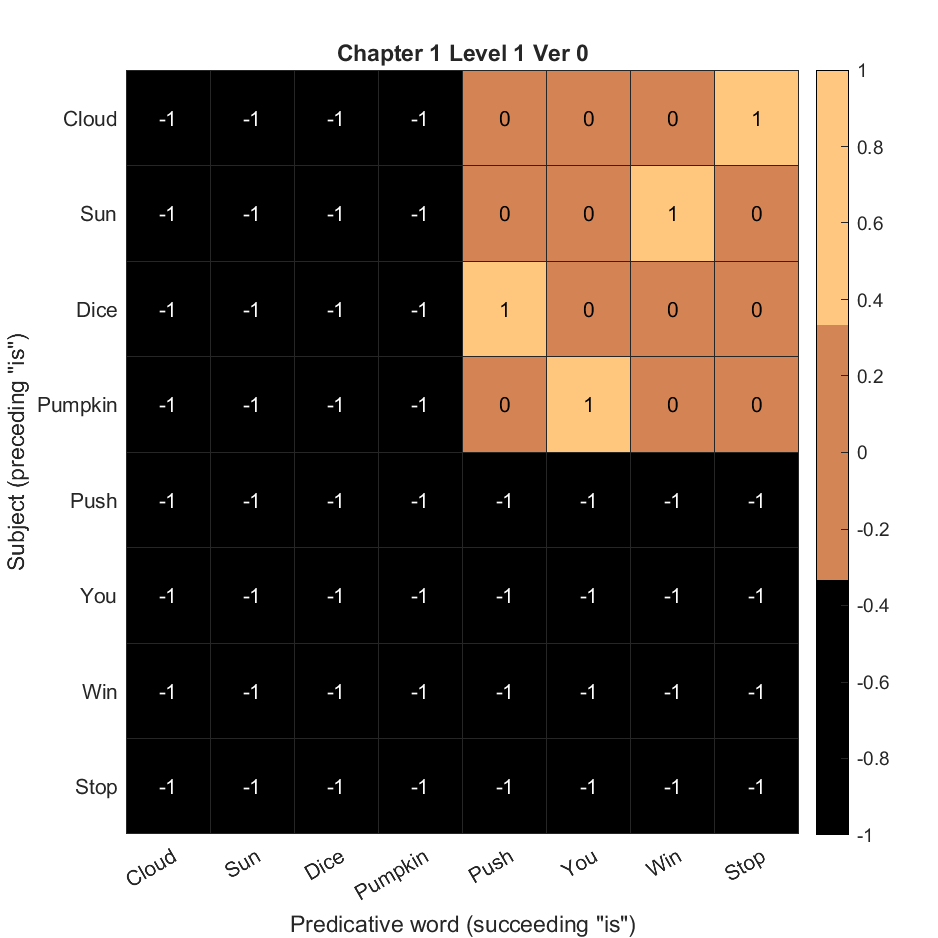 Chapter 1 Level 1 Ver 0
Cloud -1 -1 -1 -1 0 0 0 1
Sun -1 -1 -1 -1 0 0 1 0
Dice -1 -1 -1 -1 1 0 0 0
Pumpkin -1 -1 -1 -1 0 1 0 0
Push -1 -1 -1 -1 -1 -1 -1 -1
You -1 -1 -1 -1 -1 -1 -1 -1
Win -1 -1 -1 -1 -1 -1 -1 -1
Stop -1 -1 -1 -1 -1 -1 -1 -1
Cloud Sun Dice Pumpkin Push You Win Stop
Predicative word (succeeding "is")
Subject (preceding "is")
1
0.8
0.6
0.4
0.2
0
-0.2
-0.4
-0.6
-0.8
-1